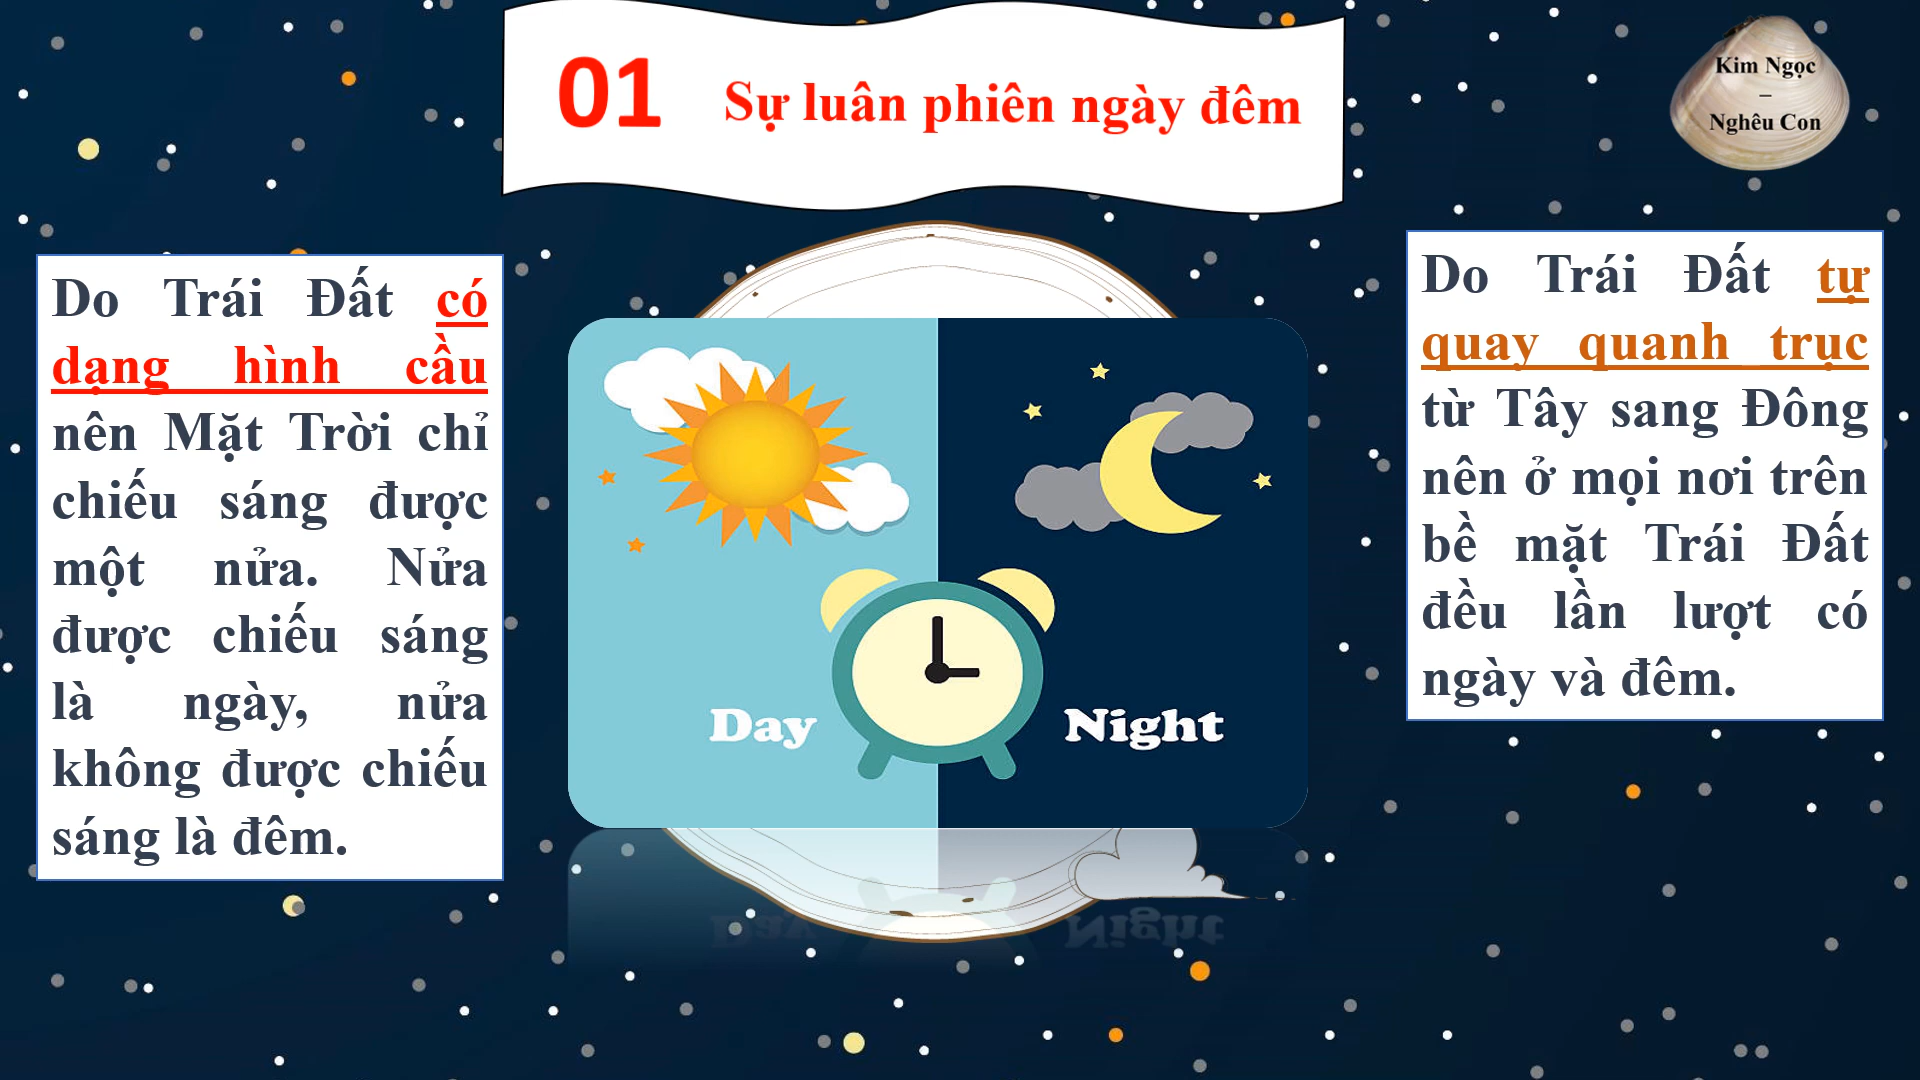 01 Sự luân phiên ngày đêm
Kim Ngọc
–
Nghêu Con
Do Trái Đất có
dạng hình cầu
nên Mặt Trời chỉ
chiếu sáng được
một nửa. Nửa
được chiếu sáng
là ngày, nửa
không được chiếu
sáng là đêm.
Day
Night
Do Trái Đất tự
quay quanh trục
từ Tây sang Đông
nên ở mọi nơi trên
bề mặt Trái Đất
đều lần lượt có
ngày và đêm.